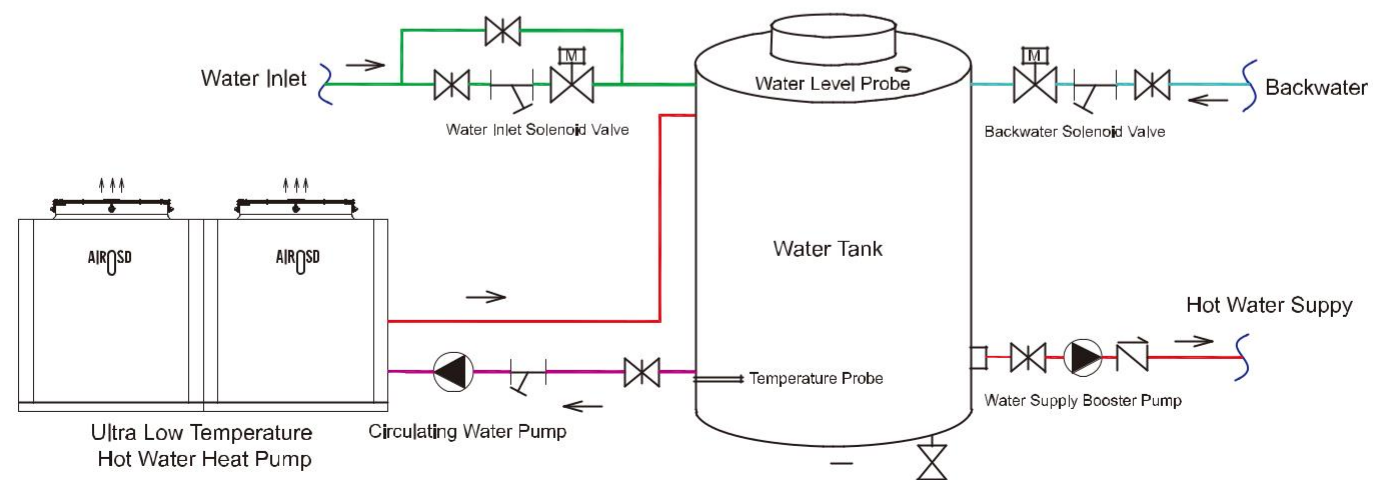 Water Inlet
M
Water Inlet Solenoid Valve
Water Level Probe
M
Backwater
Backwater Solenoid Valve
AIROSD
AIROSD
Water Tank
Hot Water Suppy
Temperature Probe
Water Supply Booster Pump
Circulating Water Pump
Ultra Low Temperature
Hot Water Heat Pump